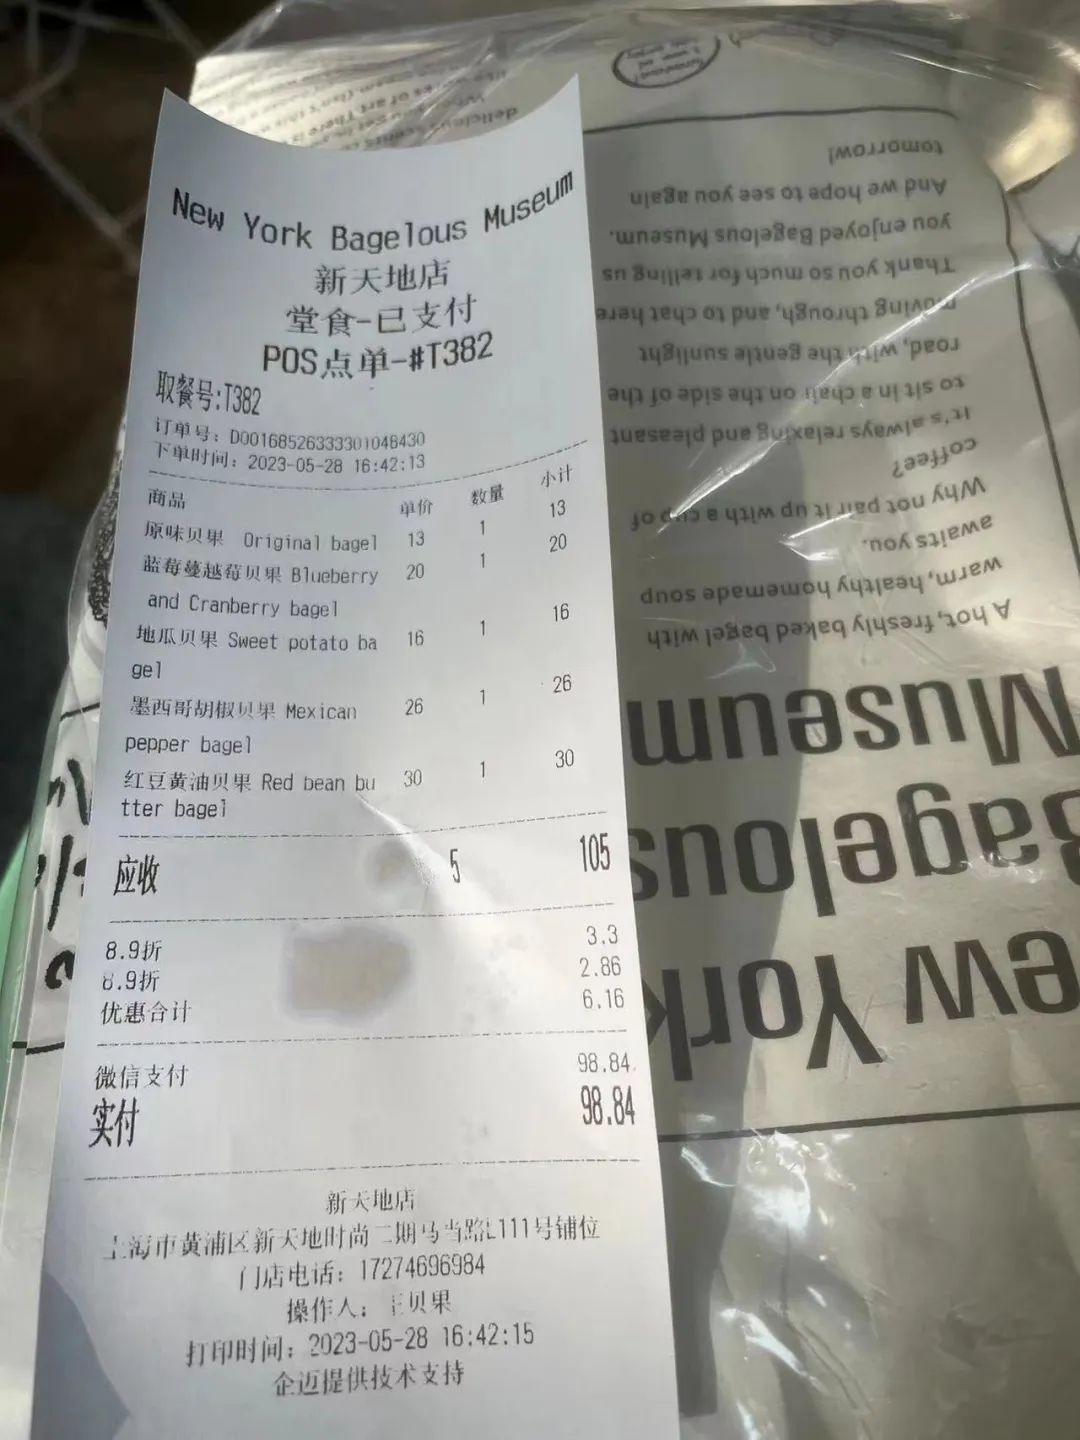 New York Bagelous Museum
新天地店
堂食-已支付
POS点单-#T382
取餐号:T382
订单号: D001685263333301048430
下单时间: 2023-05-28 16:42:13
商品 单价 数量 小计
原味贝果 Original bagel 13 1 13
蓝莓蔓越莓贝果 Blueberry 20 1 20
and Cranberry bagel
地瓜贝果 Sweet potato ba 16 1 16
gel
墨西哥胡椒贝果 Mexican 26 1 26
pepper bagel
红豆黄油贝果 Red bean bu 30 1 30
tter bagel
应收 5 105
8.9折 3.3
8.9折 2.86
优惠合计 6.16
微信支付 98.84
实付 98.84
新天地店
上海市黄浦区新天地时尚二期马当路L111号铺位
门店电话: 17274696984
操作人: 王贝果
打印时间: 2023-05-28 16:42:15
企迈提供技术支持
ew York
Bagelous
Museum
A hot, freshly baked bagel with
warm, healthy homemade soup
awaits you.
Why not pair it up with a cup of
coffee?
It's always relaxing and pleasant
to sit in a chair on the side of the
road, with the gentle sunlight
moving through, and to chat here
Thank you so much for telling us
you enjoyed Bagelous Museum.
And we hope to see you again
tomorrow!